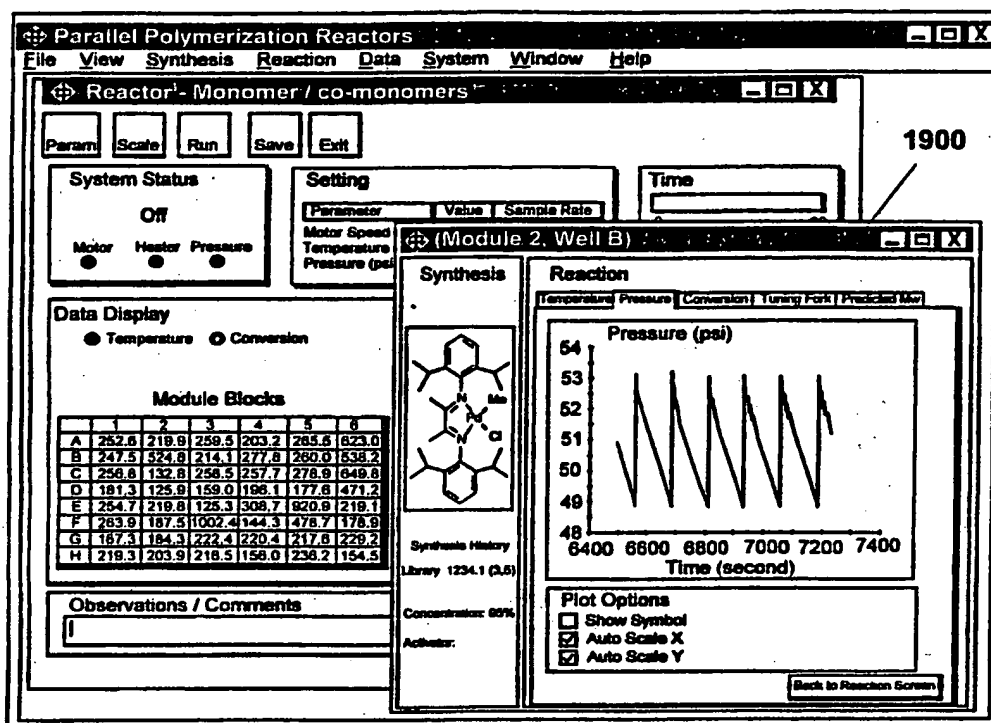 Parallel Polymerization Reactors
File View Synthesis Reaction Data System Window Help
Reactor - Monomer / co-monomers
Param Scale Run Save Exit
1900
System Status
Off
Motor Heater Pressure
Setting
Parameter Value Sample Rate
Motor Speed
Temperature
Pressure (psi
Time
Data Display
Temperature Conversion
Module Blocks
1 2 3 4 5 6
A 252.6 219.9 259.5 203.2 265.5 623.0
B 247.5 524.8 214.1 277.8 260.0 538.2
C 256.8 132.8 256.5 257.7 278.9 649.8
D 181.3 125.9 159.0 196.1 177.6 471.2
E 254.7 219.8 125.3 308.7 920.9 219.1
F 263.9 187.5 1002.4 144.3 478.7 178.9
G 187.3 184.3 222.4 220.4 217.8 229.2
H 219.3 203.9 218.5 156.0 236.2 154.5
Observations / Comments
(Module 2, Well B)
Synthesis
N Me
Pd
N Cl
Synthesis History
Library 1234.1 (3,5)
Concentration: 95%
Activator:
Reaction
Temperature Pressure Conversion Tuning Fork Predicted Mw
Pressure (psi)
54
53
52
51
50
49
48
6400 6600 6800 7000 7200 7400
Time (second)
Plot Options
Show Symbol
Auto Scale X
Auto Scale Y
Back to Reaction Screen